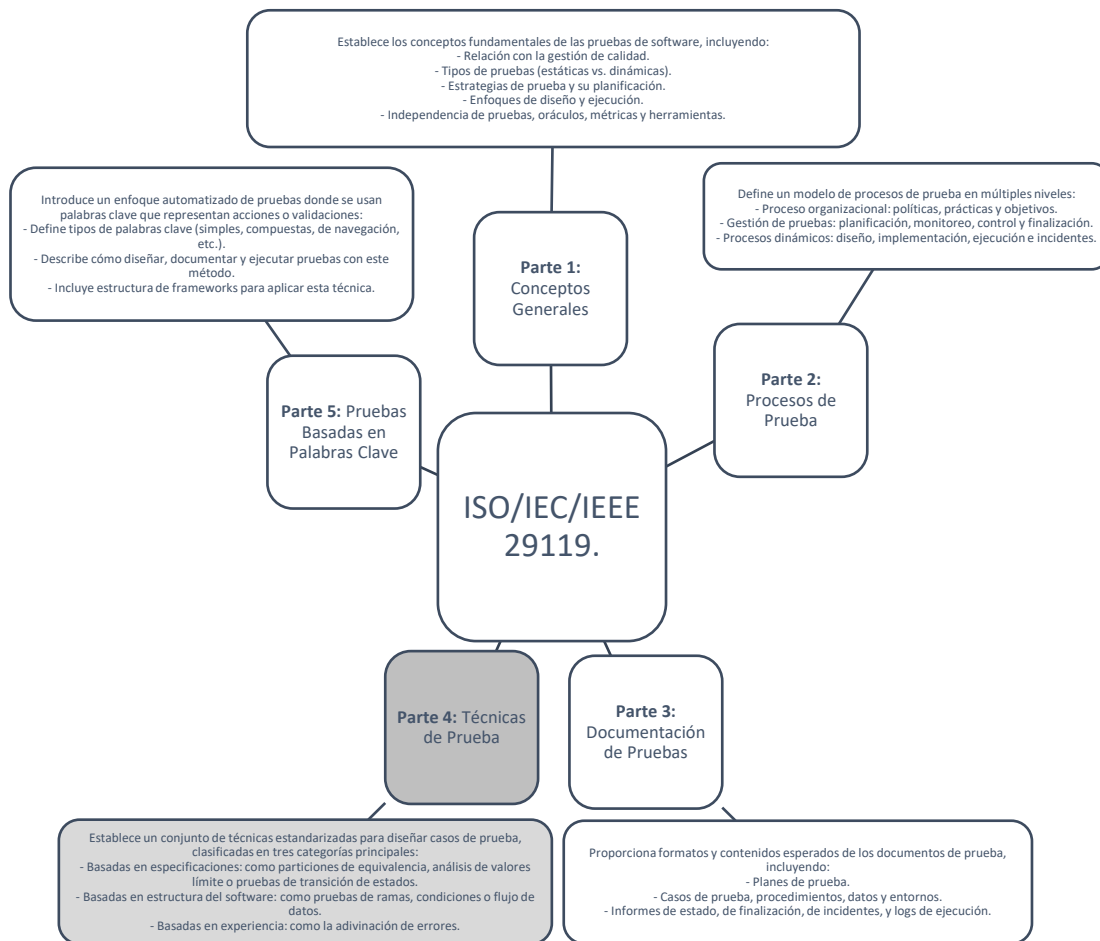 Establece los conceptos fundamentales de las pruebas de software, incluyendo:
- Relación con la gestión de calidad.
- Tipos de pruebas (estáticas vs. dinámicas).
- Estrategias de prueba y su planificación.
- Enfoques de diseño y ejecución.
- Independencia de pruebas, oráculos, métricas y herramientas.
Parte 1:
Conceptos
Generales
Define un modelo de procesos de prueba en múltiples niveles:
- Proceso organizacional: políticas, prácticas y objetivos.
- Gestión de pruebas: planificación, monitoreo, control y finalización.
- Procesos dinámicos: diseño, implementación, ejecución e incidentes.
Parte 2:
Procesos de
Prueba
Introduce un enfoque automatizado de pruebas donde se usan
palabras clave que representan acciones o validaciones:
- Define tipos de palabras clave (simples, compuestas, de navegación,
etc.).
- Describe cómo diseñar, documentar y ejecutar pruebas con este
método.
- Incluye estructura de frameworks para aplicar esta técnica.
Parte 5: Pruebas
Basadas en
Palabras Clave
ISO/IEC/IEEE
29119.
Parte 4: Técnicas
de Prueba
Parte 3:
Documentación
de Pruebas
Establece un conjunto de técnicas estandarizadas para diseñar casos de prueba,
clasificadas en tres categorías principales:
- Basadas en especificaciones: como particiones de equivalencia, análisis de valores
límite o pruebas de transición de estados.
- Basadas en estructura del software: como pruebas de ramas, condiciones o flujo de
datos.
- Basadas en experiencia: como la adivinación de errores.
Proporciona formatos y contenidos esperados de los documentos de prueba,
incluyendo:
- Planes de prueba.
- Casos de prueba, procedimientos, datos y entornos.
- Informes de estado, de finalización, de incidentes, y logs de ejecución.